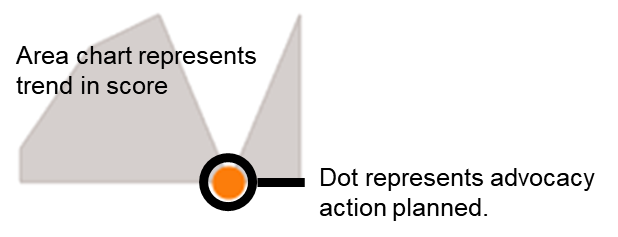 Area chart represents
trend in score
Dot represents advocacy
action planned.